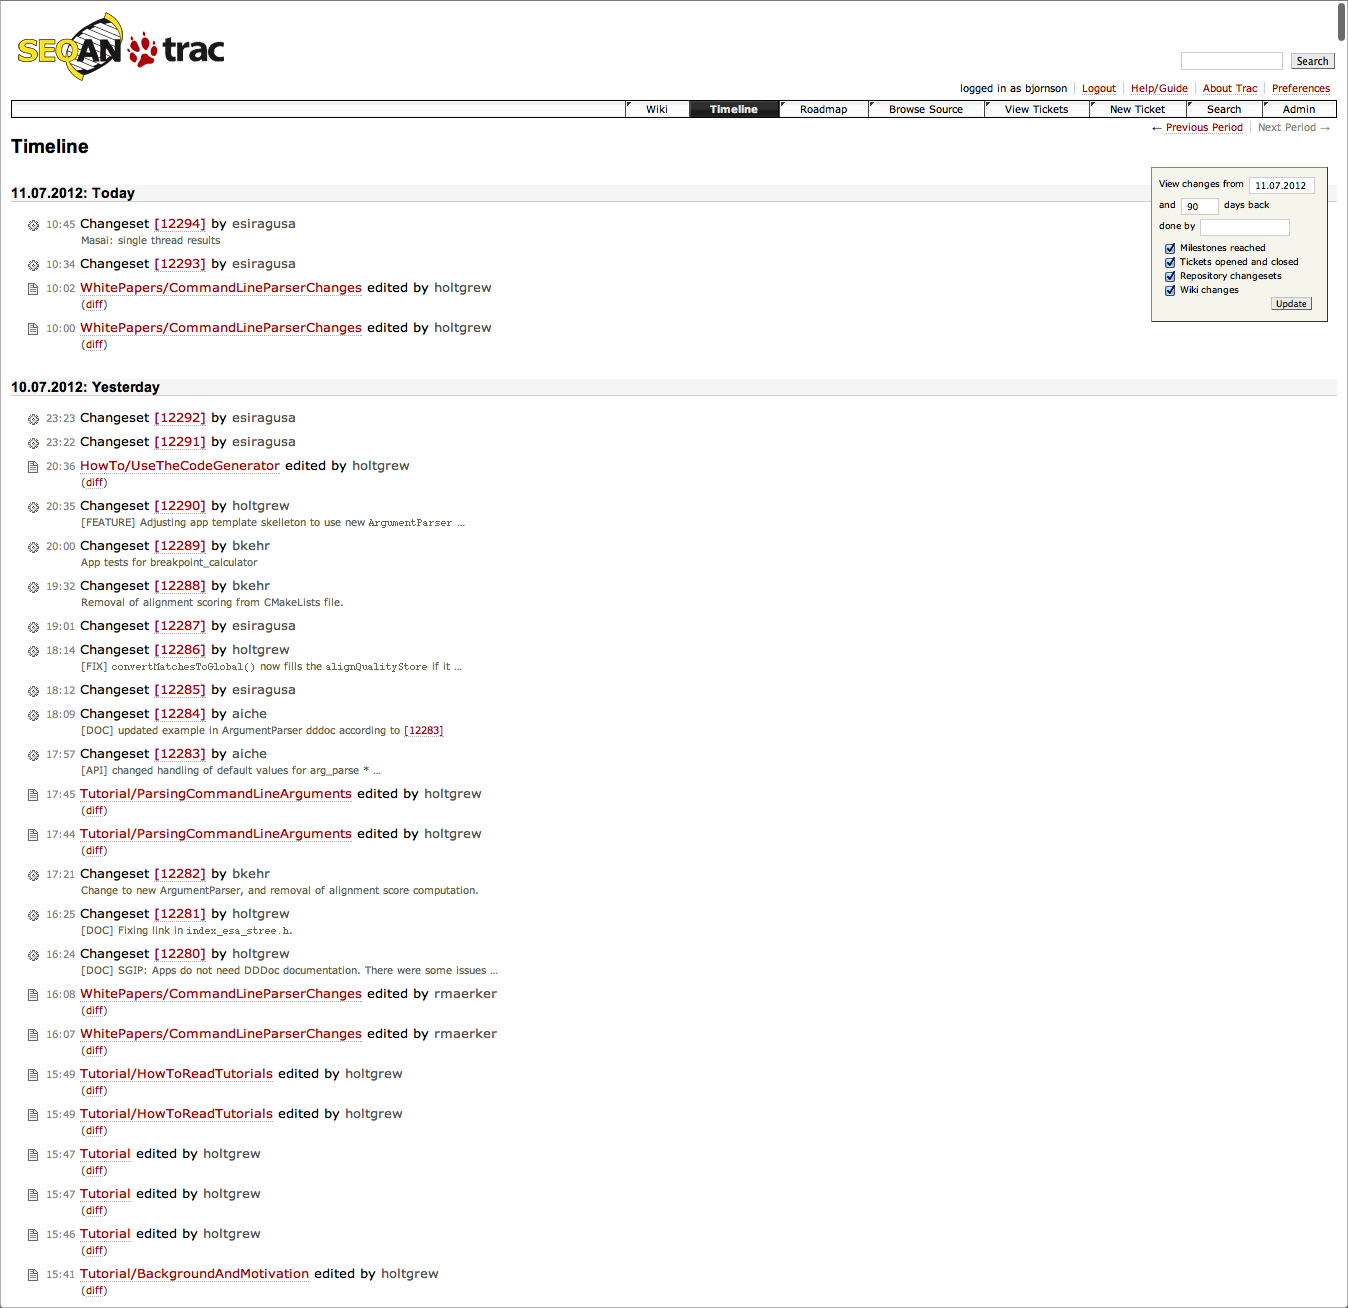 SEQAN trac
Search
logged in as bjornson Logout Help/Guide About Trac Preferences
Wiki Timeline Roadmap Browse Source View Tickets New Ticket Search Admin
← Previous Period Next Period →
Timeline
View changes from 11.07.2012
and 90 days back
done by
Milestones reached
Tickets opened and closed
Repository changesets
Wiki changes
Update
11.07.2012: Today
10:45 Changeset [12294] by esiragusa
Masai: single thread results
10:34 Changeset [12293] by esiragusa
10:02 WhitePapers/CommandLineParserChanges edited by holtgrew
(diff)
10:00 WhitePapers/CommandLineParserChanges edited by holtgrew
(diff)
10.07.2012: Yesterday
23:23 Changeset [12292] by esiragusa
23:22 Changeset [12291] by esiragusa
20:36 HowTo/UseTheCodeGenerator edited by holtgrew
(diff)
20:35 Changeset [12290] by holtgrew
[FEATURE] Adjusting app template skelleton to use new ArgumentParser ...
20:00 Changeset [12289] by bkehr
App tests for breakpoint_calculator
19:32 Changeset [12288] by bkehr
Removal of alignment scoring from CMakeLists file.
19:01 Changeset [12287] by esiragusa
18:14 Changeset [12286] by holtgrew
[FIX] convertMatchesToGlobal() now fills the alignQualityStore if it ...
18:12 Changeset [12285] by esiragusa
18:09 Changeset [12284] by aiche
[DOC] updated example in ArgumentParser dddoc according to [12283]
17:57 Changeset [12283] by aiche
[API] changed handling of default values for arg_parse * ...
17:45 Tutorial/ParsingCommandLineArguments edited by holtgrew
(diff)
17:44 Tutorial/ParsingCommandLineArguments edited by holtgrew
(diff)
17:21 Changeset [12282] by bkehr
Change to new ArgumentParser, and removal of alignment score computation.
16:25 Changeset [12281] by holtgrew
[DOC] Fixing link in index_esa_stree.h.
16:24 Changeset [12280] by holtgrew
[DOC] SGIP: Apps do not need DDDoc documentation. There were some issues ...
16:08 WhitePapers/CommandLineParserChanges edited by rmaerker
(diff)
16:07 WhitePapers/CommandLineParserChanges edited by rmaerker
(diff)
15:49 Tutorial/HowToReadTutorials edited by holtgrew
(diff)
15:49 Tutorial/HowToReadTutorials edited by holtgrew
(diff)
15:47 Tutorial edited by holtgrew
(diff)
15:47 Tutorial edited by holtgrew
(diff)
15:46 Tutorial edited by holtgrew
(diff)
15:41 Tutorial/BackgroundAndMotivation edited by holtgrew
(diff)